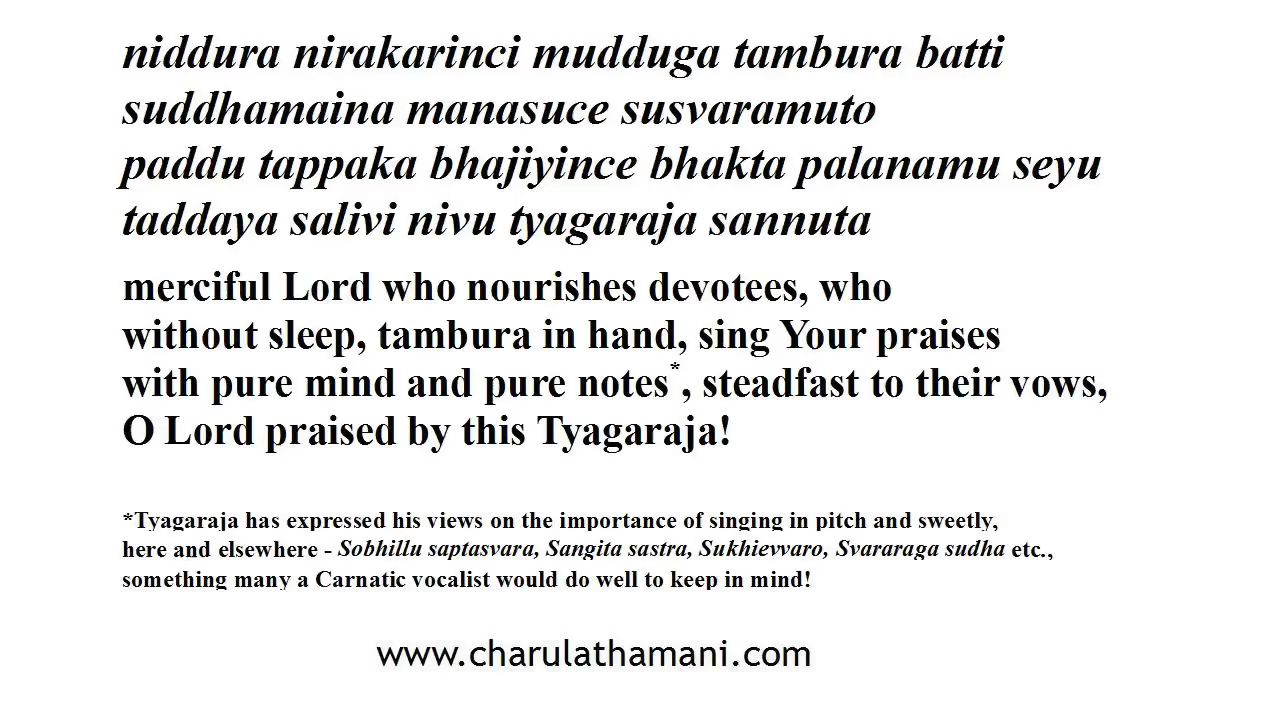 niddura nirakarinci mudduga tambura batti
suddhamaina manasuce susvaramuto
paddu tappaka bhajiyince bhakta palanamu seyu
taddaya salivi nivu tyagaraja sannuta
merciful Lord who nourishes devotees, who
without sleep, tambura in hand, sing Your praises
with pure mind and pure notes*, steadfast to their vows,
O Lord praised by this Tyagaraja!
*Tyagaraja has expressed his views on the importance of singing in pitch and sweetly,
here and elsewhere - Sobhillu saptasvara, Sangita sastra, Sukhievvaro, Svararaga sudha etc.,
something many a Carnatic vocalist would do well to keep in mind!
www.charulathamani.com